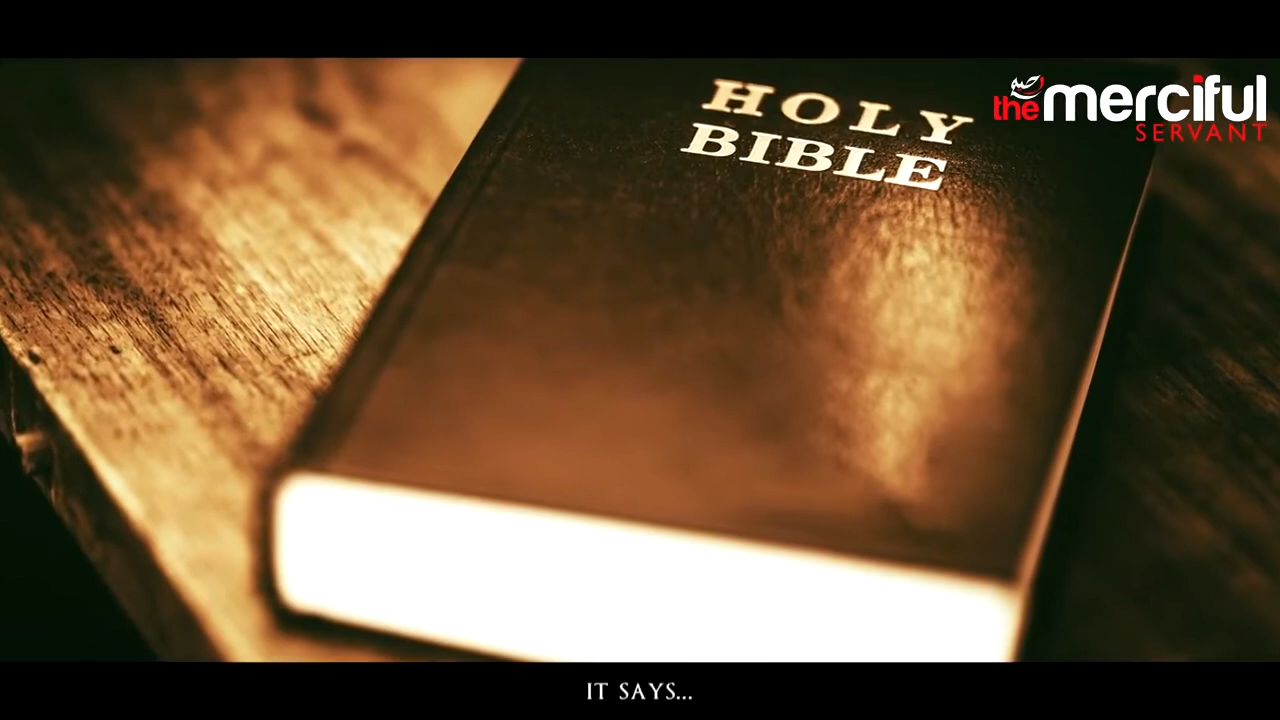 HOLY
BIBLE
the merciful
SERVANT
IT SAYS...